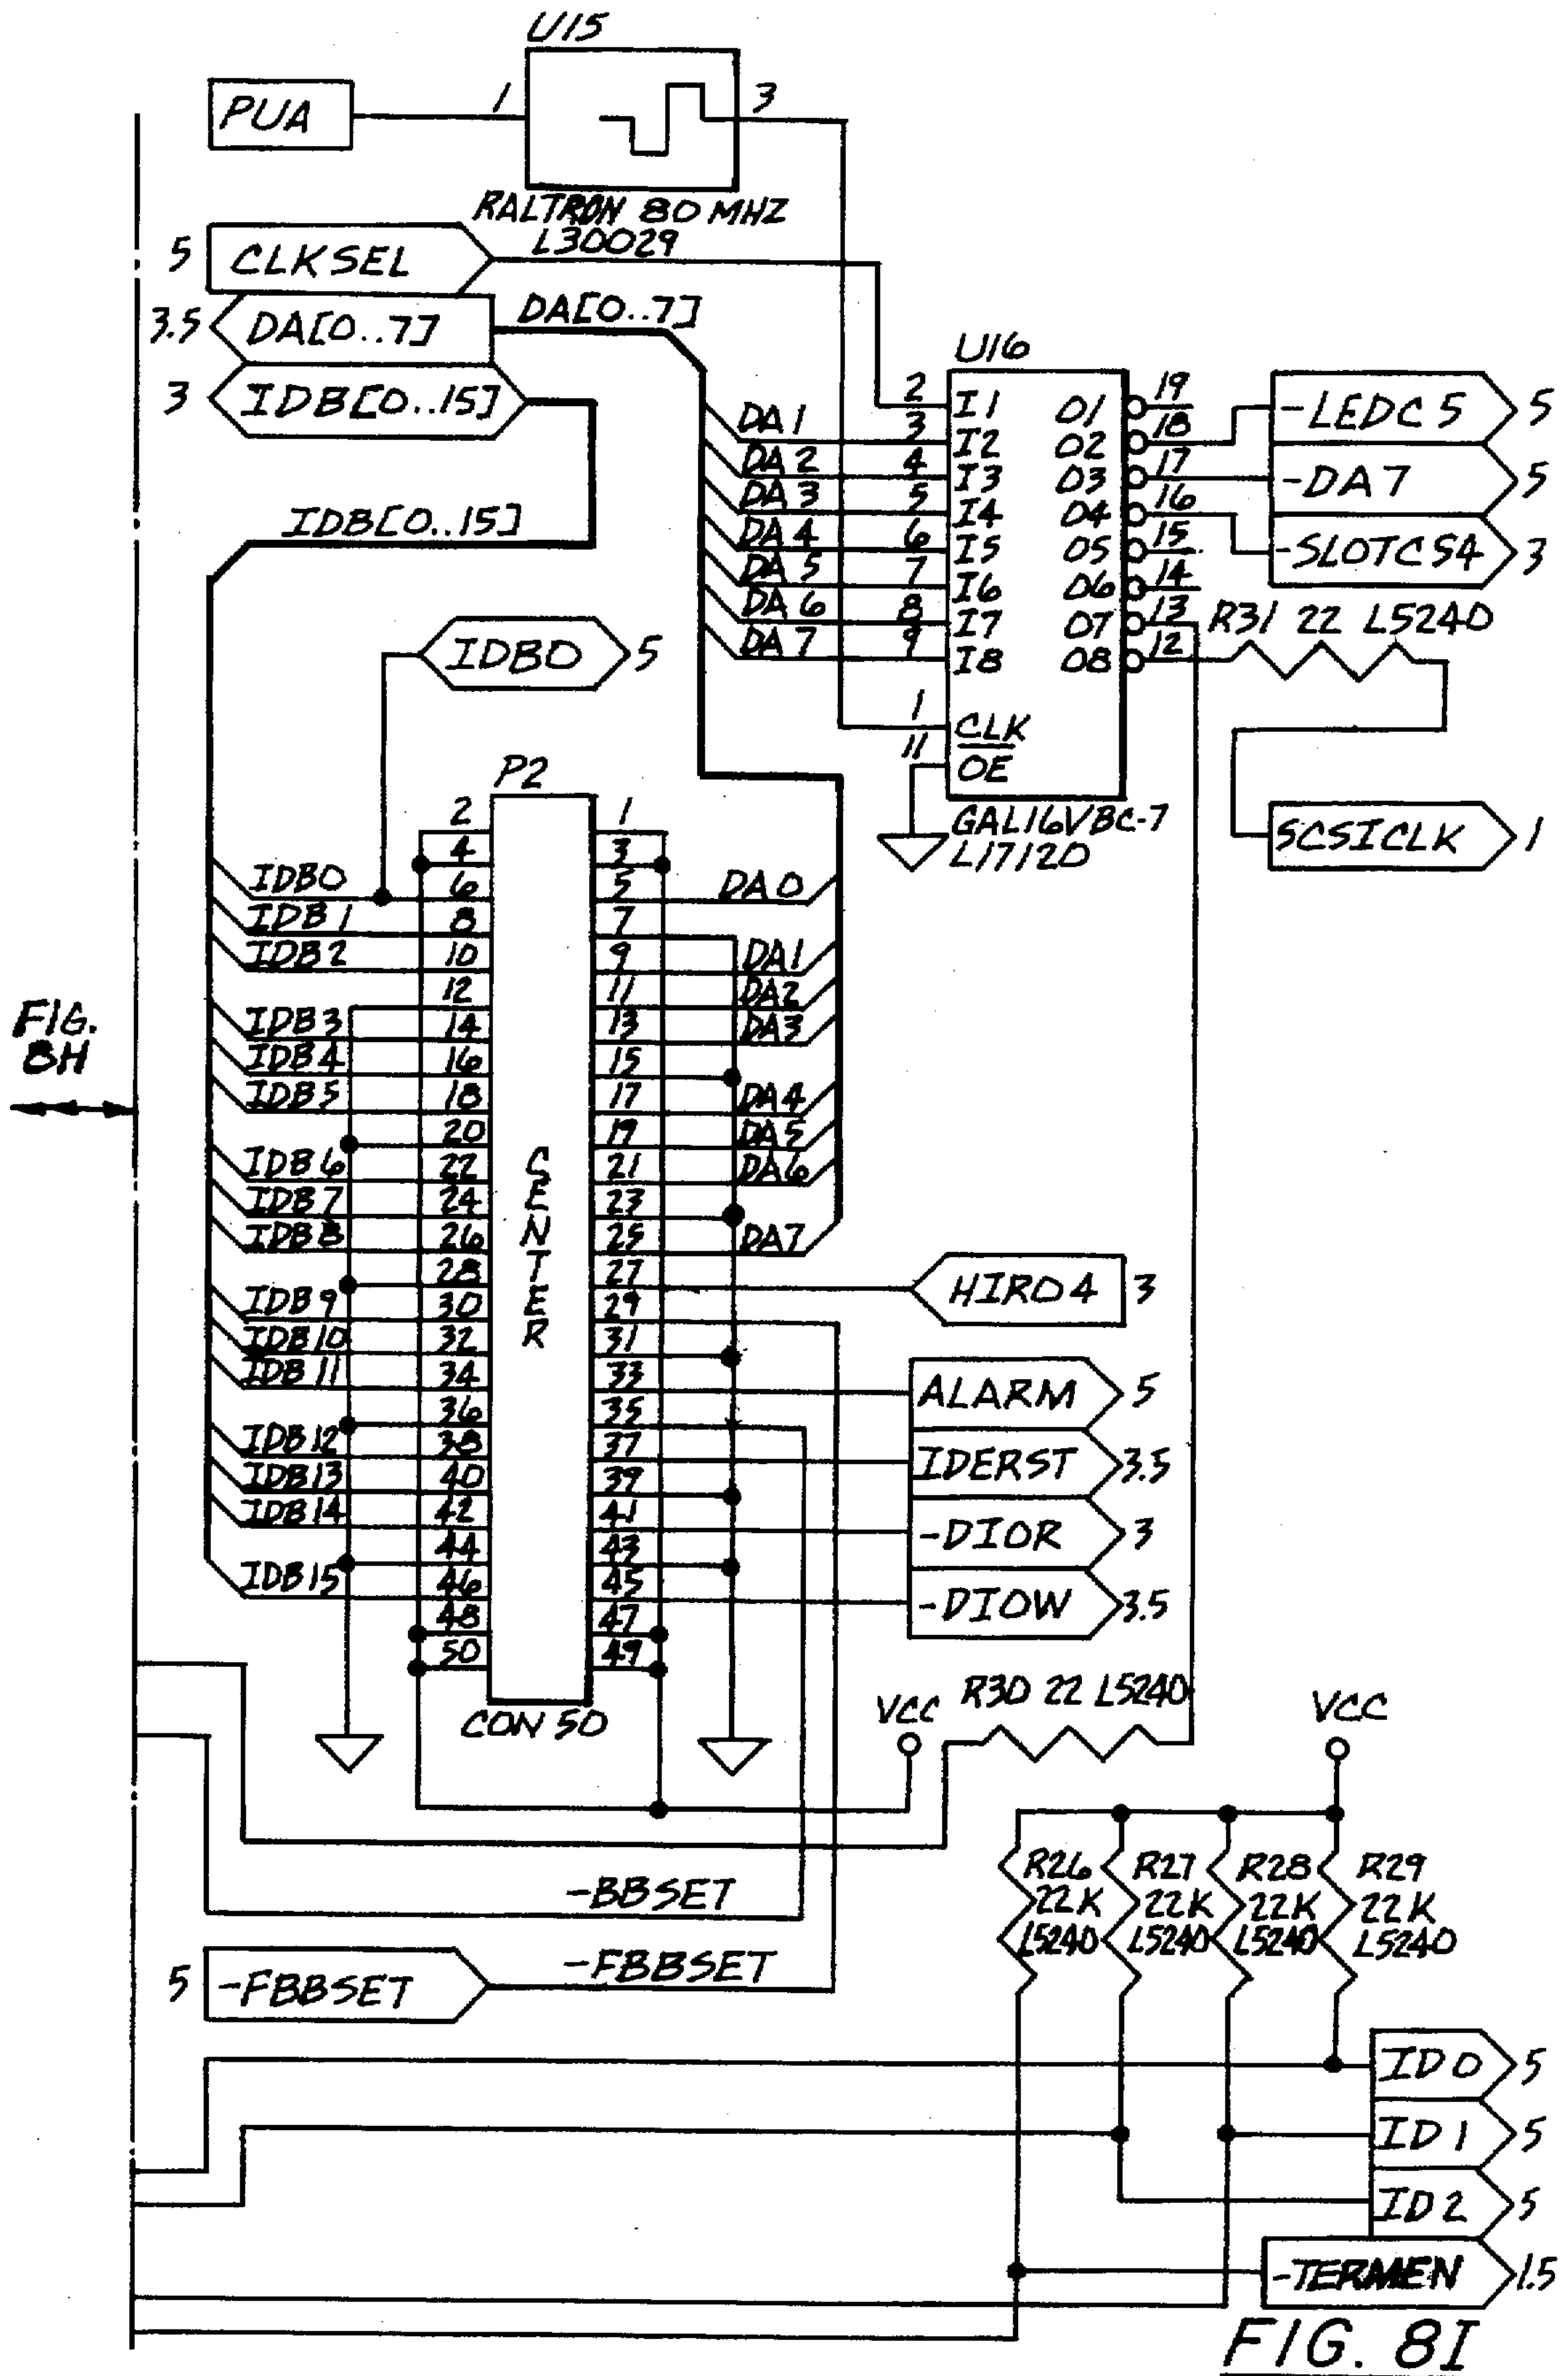 U15
PUA
1
3
RALTRON 80 MHZ
L30029
5 CLKSEL
3.5 DA[0..7]
DA[0..7]
3 IDB[0..15]
IDB[0..15]
U16
DA1 3 I2
DA2 4 I3
DA3 5 I4
DA4 6 I5
DA5 7 I6
DA6 8 I7
DA7 9 I8
2 I1
1 CLK
11 OE
O1 19
O2 18
O3 17
O4 16
O5 15
O6 14
O7 13
O8 12
GAL16V8C-7
L17120
-LEDC5 5
-DA7 5
-SLOTC54 3
R31 22 L5240
SCSICLK 1
IDB0 5
P2
2 1
4 3
IDB0 6 5 DA0
IDB1 8 7
IDB2 10 9 DA1
12 11 DA2
IDB3 14 13 DA3
IDB4 16 15
IDB5 18 17 DA4
20 19 DA5
IDB6 22 21 DA6
IDB7 24 23
IDB8 26 25 DA7
28 27
IDB9 30 29
IDB10 32 31
IDB11 34 33
36 35
IDB12 38 37
IDB13 40 39
IDB14 42 41
44 43
IDB15 46 45
48 47
50 49
SENTER
CON 50
HIRO4 3
ALARM 5
IDERST 3.5
-DIOR 3
-DIOW 3.5
FIG.
8H
VCC
R30 22 L5240
VCC
R26
22K
L5240
R27
22K
L5240
R28
22K
L5240
R29
22K
L5240
-BBSET
5 -FBBSET
-FBBSET
ID0 5
ID1 5
ID2 5
-TERMEN 1.5
FIG. 8I